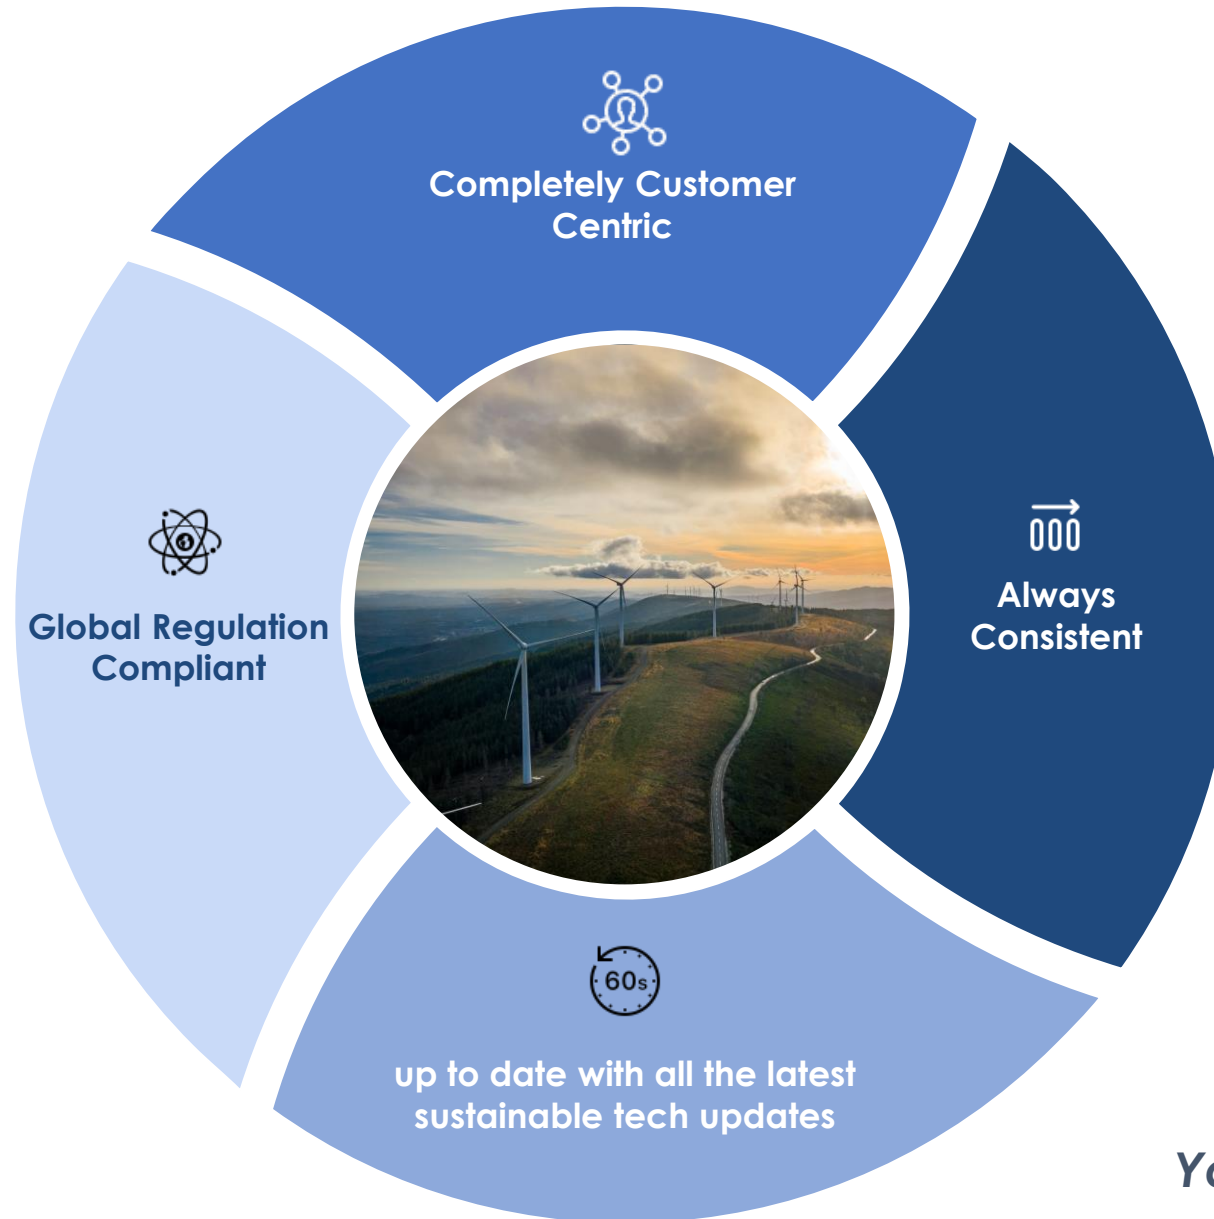 Completely Customer
Centric
Always
Consistent
Global Regulation
Compliant
60s
up to date with all the latest
sustainable tech updates